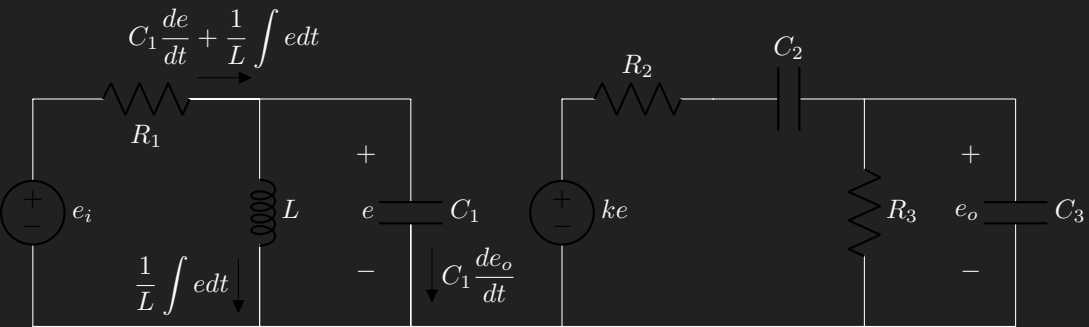 C_1 \frac{de}{dt} + \frac{1}{L} \int edt
R_1
+
−
e_i
L
\frac{1}{L} \int edt
+
e
−
C_1
C_1 \frac{de_o}{dt}
R_2
C_2
+
−
ke
R_3
+
e_o
−
C_3